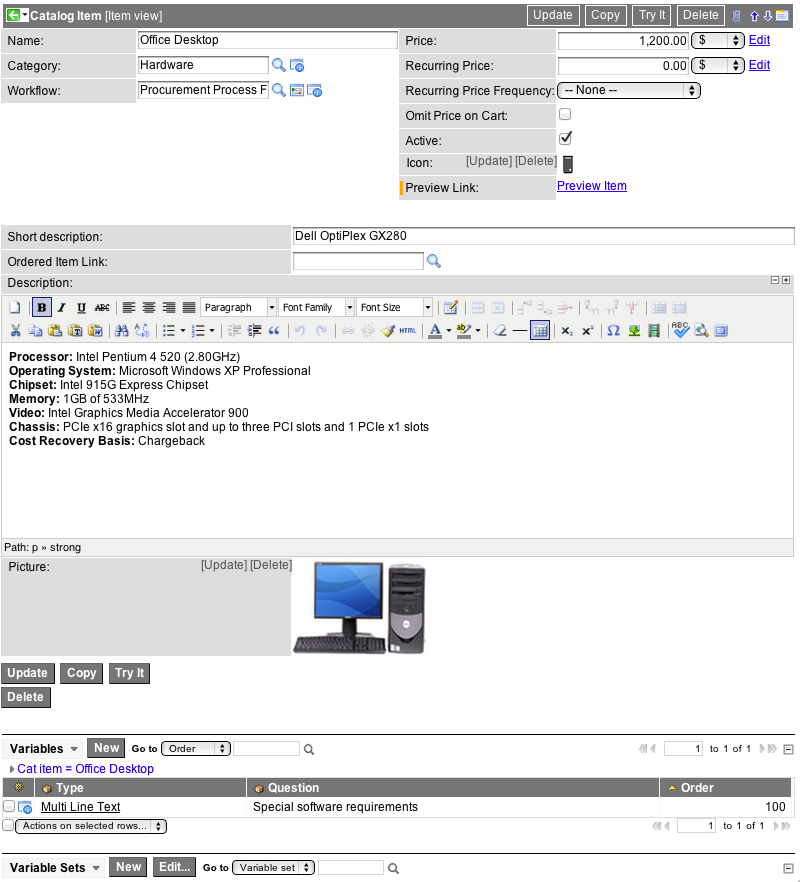 Catalog Item [Item view] Update Copy Try It Delete
Name: Office Desktop Price: 1,200.00 $ Edit
Category: Hardware Recurring Price: 0.00 $ Edit
Workflow: Procurement Process F Recurring Price Frequency: -- None --
Omit Price on Cart:
Active:
Icon: [Update] [Delete]
Preview Link: Preview Item
Short description: Dell OptiPlex GX280
Ordered Item Link:
Description:
B I U ABC Paragraph Font Family Font Size
HTML A ab x₂ x² Ω ABC
Processor: Intel Pentium 4 520 (2.80GHz)
Operating System: Microsoft Windows XP Professional
Chipset: Intel 915G Express Chipset
Memory: 1GB of 533MHz
Video: Intel Graphics Media Accelerator 900
Chassis: PCIe x16 graphics slot and up to three PCI slots and 1 PCIe x1 slots
Cost Recovery Basis: Chargeback
Path: p » strong
Picture: [Update] [Delete]
Update Copy Try It
Delete
Variables New Go to Order 1 to 1 of 1
Cat item = Office Desktop
Type Question Order
Multi Line Text Special software requirements 100
Actions on selected rows... 1 to 1 of 1
Variable Sets New Edit... Go to Variable set